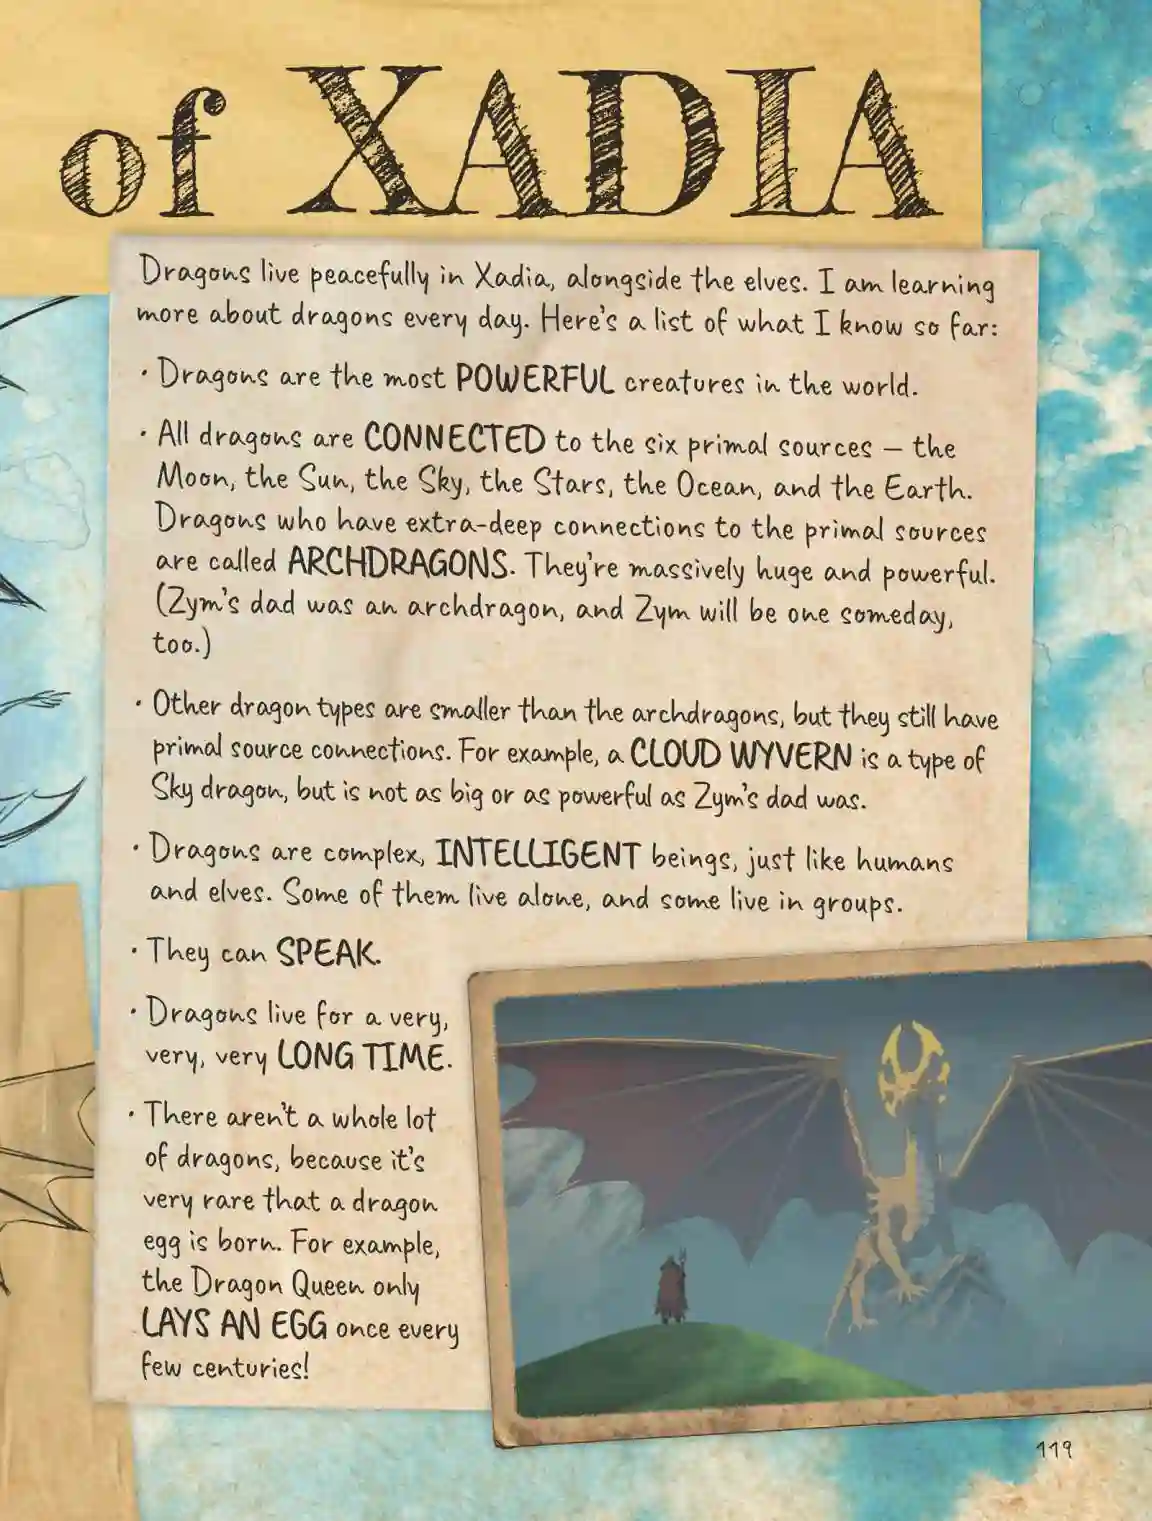 of XADIA
Dragons live peacefully in Xadia, alongside the elves. I am learning
more about dragons every day. Here's a list of what I know so far:
• Dragons are the most POWERFUL creatures in the world.
• All dragons are CONNECTED to the six primal sources – the
Moon, the Sun, the Sky, the Stars, the Ocean, and the Earth.
Dragons who have extra-deep connections to the primal sources
are called ARCHDRAGONS. They're massively huge and powerful.
(Zym's dad was an archdragon, and Zym will be one someday,
too.)
• Other dragon types are smaller than the archdragons, but they still have
primal source connections. For example, a CLOUD WYVERN is a type of
Sky dragon, but is not as big or as powerful as Zym's dad was.
• Dragons are complex, INTELLIGENT beings, just like humans
and elves. Some of them live alone, and some live in groups.
• They can SPEAK.
• Dragons live for a very,
very, very LONG TIME.
• There aren't a whole lot
of dragons, because it's
very rare that a dragon
egg is born. For example,
the Dragon Queen only
LAYS AN EGG once every
few centuries!
119